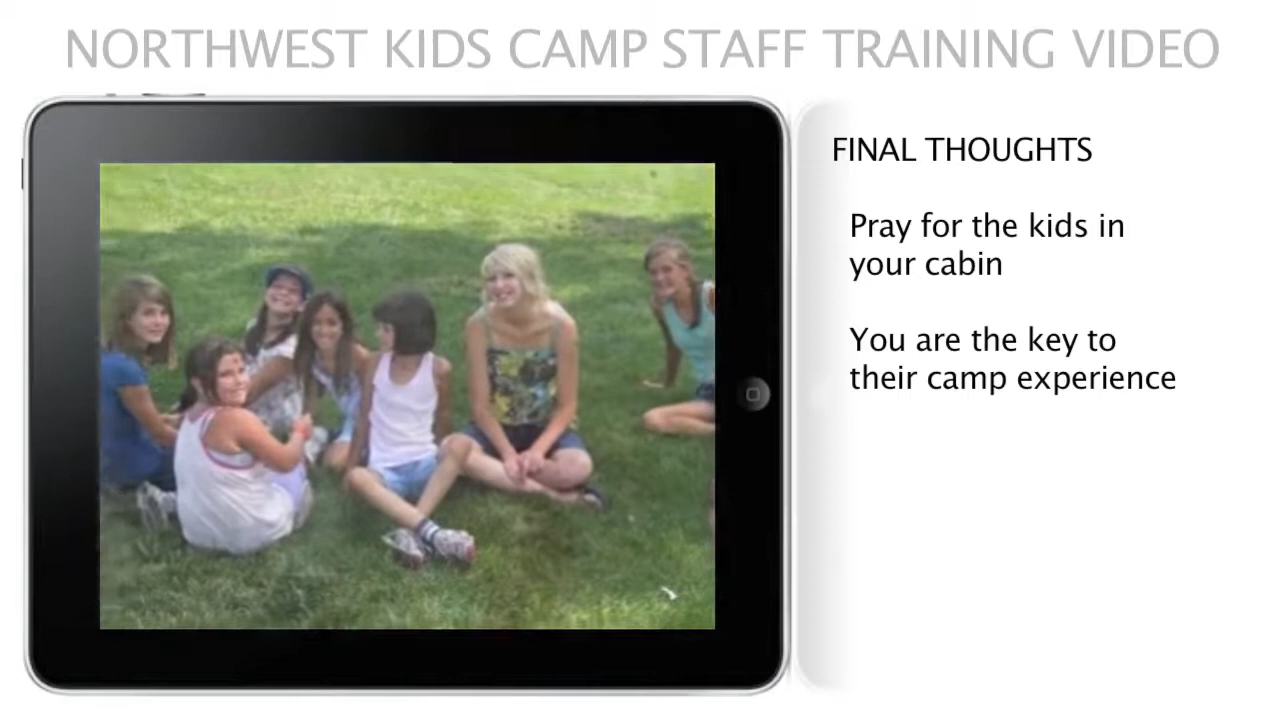 NORTHWEST KIDS CAMP STAFF TRAINING VIDEO
FINAL THOUGHTS
Pray for the kids in
your cabin
You are the key to
their camp experience